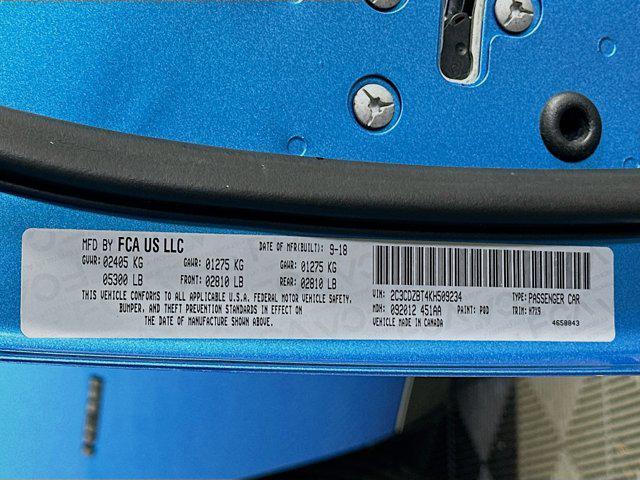 MFD BY FCA US LLC DATE OF MFR(BUILT): 9-18
GVWR: 02405 KG GAWR: 01275 KG GAWR: 01275 KG
05300 LB FRONT: 02810 LB REAR: 02810 LB
THIS VEHICLE CONFORMS TO ALL APPLICABLE U.S.A. FEDERAL MOTOR VEHICLE SAFETY,
BUMPER, AND THEFT PREVENTION STANDARDS IN EFFECT ON
THE DATE OF MANUFACTURE SHOWN ABOVE.
VIN: 2C3CDZBT4KH509234 TYPE: PASSENGER CAR
MDH: 092012 451AA PAINT: PQD TRIM: H7X9
VEHICLE MADE IN CANADA 4658843